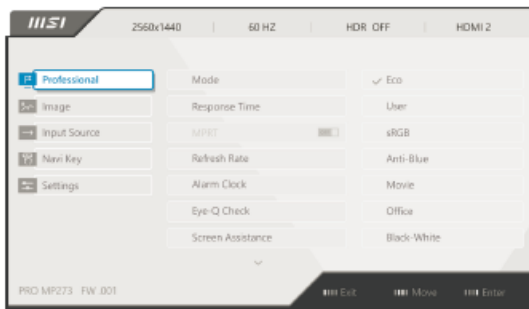 msi 2560x1440 60 HZ HDR OFF HDMI 2
Professional Mode Eco
Image Response Time User
Input Source MPRT sRGB
Navi Key Refresh Rate Anti-Blue
Settings Alarm Clock Movie
Eye-Q Check Office
Screen Assistance Black-White
PRO MP273 FW .001 Exit Move Enter